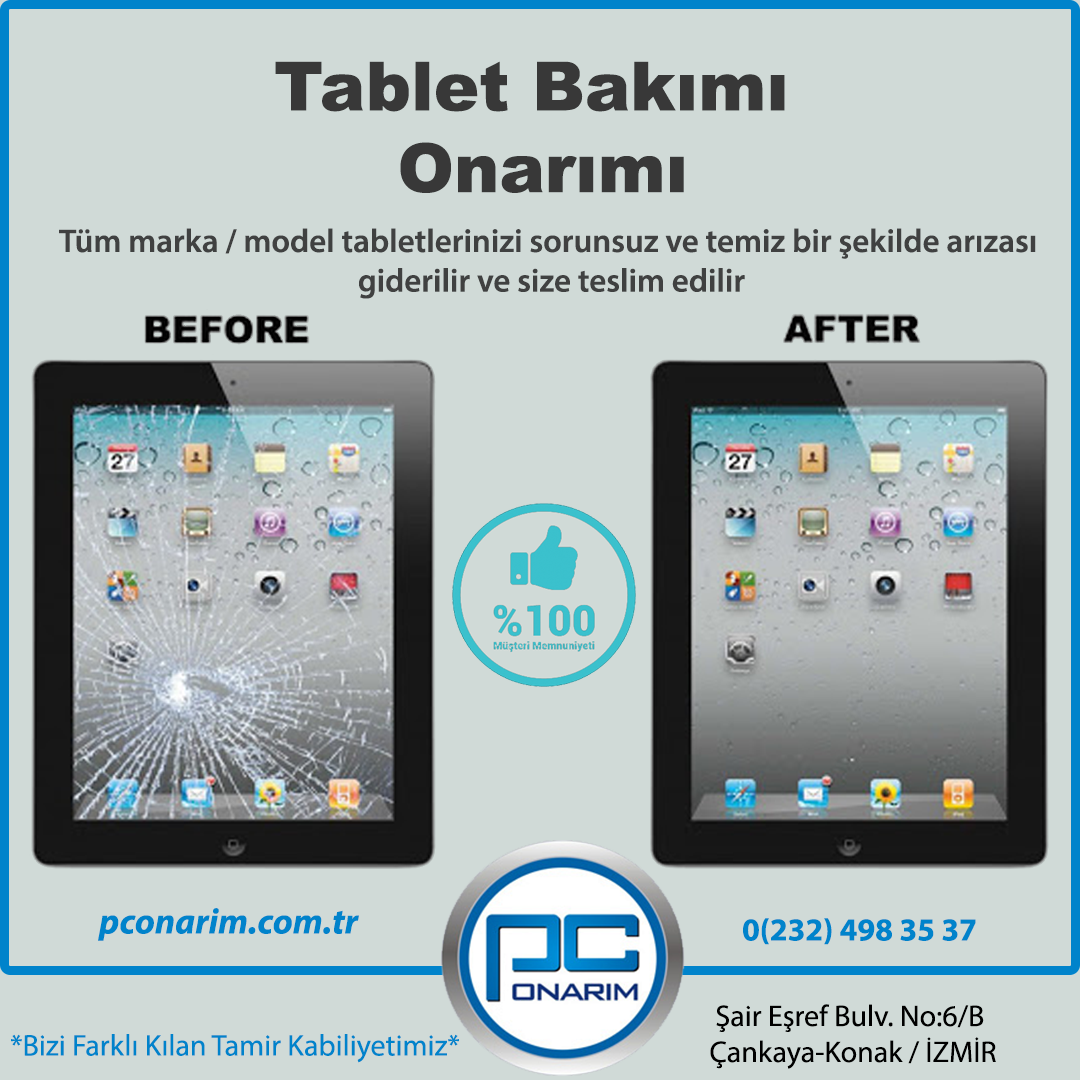 Tablet Bakımı
Onarımı
Tüm marka / model tabletlerinizi sorunsuz ve temiz bir şekilde arızası
giderilir ve size teslim edilir
BEFORE
AFTER
27
27
%100
Müşteri Memnuniyeti
pconarim.com.tr
0(232) 498 35 37
PC
ONARIM
Şair Eşref Bulv. No:6/B
*Bizi Farklı Kılan Tamir Kabiliyetimiz*
Çankaya-Konak / İZMİR